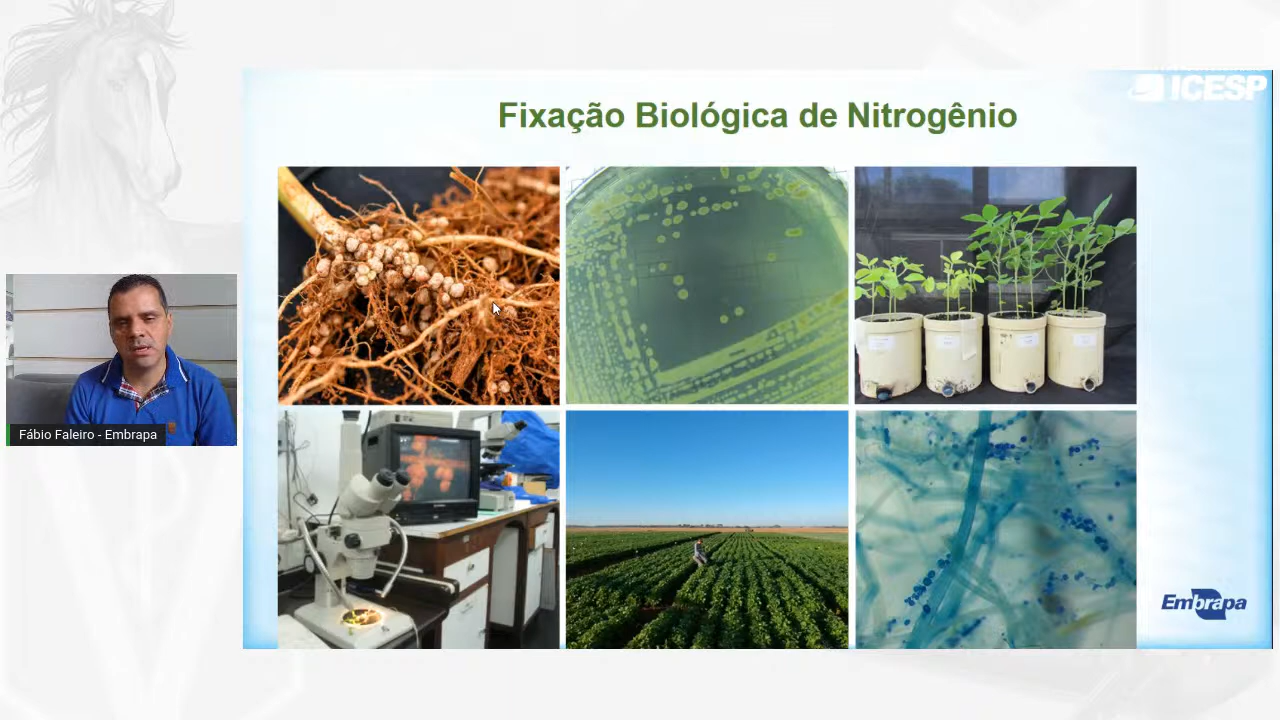 ICESP
Fixação Biológica de Nitrogênio
Fábio Faleiro - Embrapa
Embrapa